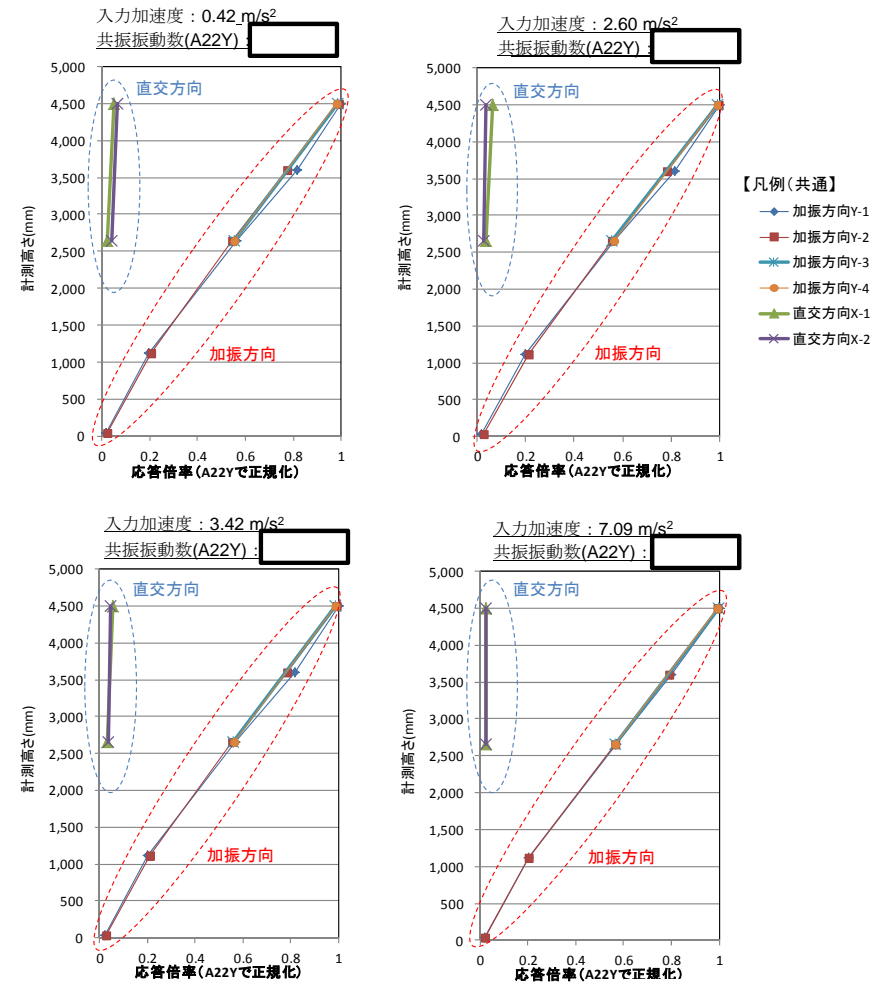 入力加速度：0.42 m/s²
共振振動数(A22Y)：
5,000
4,500
4,000
3,500
3,000
2,500
2,000
1,500
1,000
500
0
計測高さ(mm)
直交方向
加振方向
0 0.2 0.4 0.6 0.8 1
応答倍率(A22Yで正規化)
入力加速度：2.60 m/s²
共振振動数(A22Y)：
5,000
4,500
4,000
3,500
3,000
2,500
2,000
1,500
1,000
500
0
計測高さ(mm)
直交方向
加振方向
0 0.2 0.4 0.6 0.8 1
応答倍率(A22Yで正規化)
【凡例(共通】
加振方向Y-1
加振方向Y-2
加振方向Y-3
加振方向Y-4
直交方向X-1
直交方向X-2
入力加速度：3.42 m/s²
共振振動数(A22Y)：
5,000
4,500
4,000
3,500
3,000
2,500
2,000
1,500
1,000
500
0
計測高さ(mm)
直交方向
加振方向
0 0.2 0.4 0.6 0.8 1
応答倍率(A22Yで正規化)
入力加速度：7.09 m/s²
共振振動数(A22Y)：
5,000
4,500
4,000
3,500
3,000
2,500
2,000
1,500
1,000
500
0
計測高さ(mm)
直交方向
加振方向
0 0.2 0.4 0.6 0.8 1
応答倍率(A22Yで正規化)